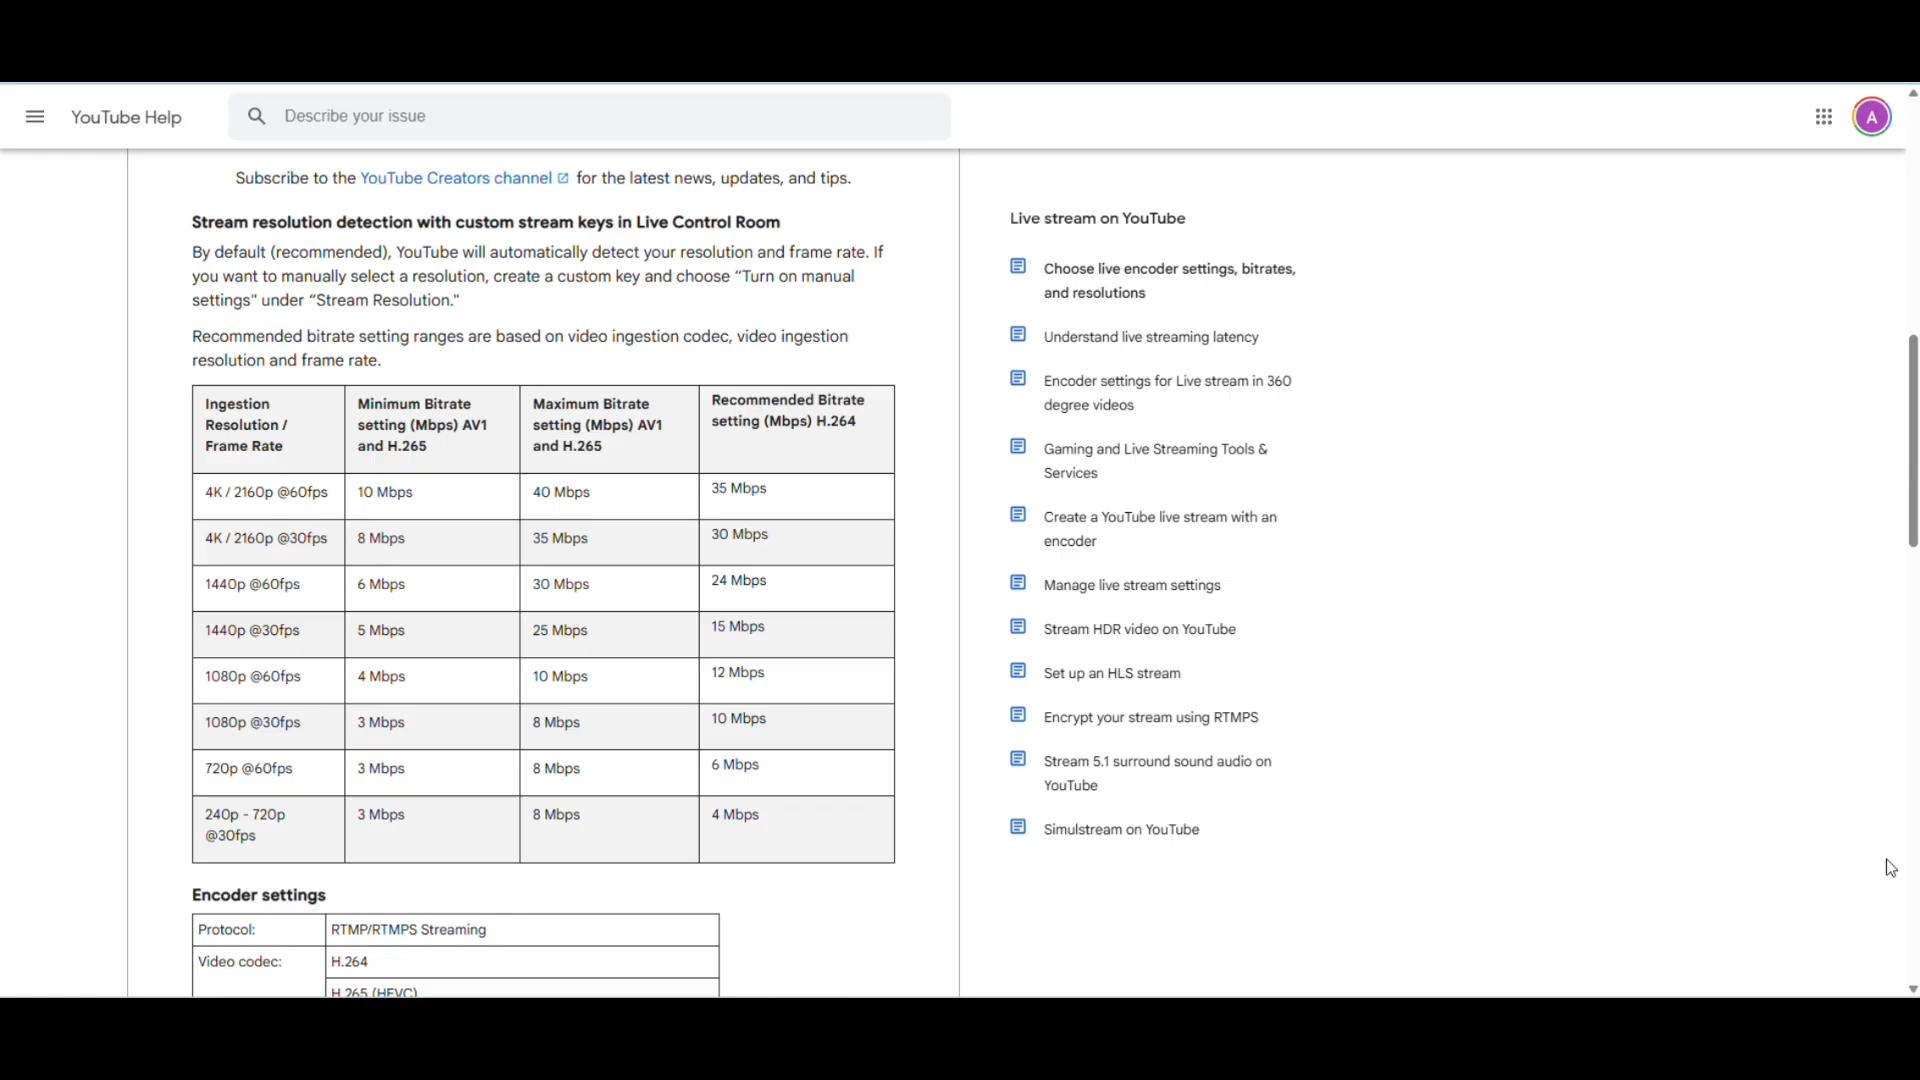 YouTube Help
Describe your issue
A
Subscribe to the YouTube Creators channel for the latest news, updates, and tips.
Stream resolution detection with custom stream keys in Live Control Room
By default (recommended), YouTube will automatically detect your resolution and frame rate. If
you want to manually select a resolution, create a custom key and choose “Turn on manual
settings" under “Stream Resolution."
Recommended bitrate setting ranges are based on video ingestion codec, video ingestion
resolution and frame rate.
Ingestion
Resolution /
Frame Rate
Minimum Bitrate
setting (Mbps) AV1
and H.265
Maximum Bitrate
setting (Mbps) AV1
and H.265
Recommended Bitrate
setting (Mbps) H.264
4K / 2160p @60fps 10 Mbps 40 Mbps 35 Mbps
4K / 2160p @30fps 8 Mbps 35 Mbps 30 Mbps
1440p @60fps 6 Mbps 30 Mbps 24 Mbps
1440p @30fps 5 Mbps 25 Mbps 15 Mbps
1080p @60fps 4 Mbps 10 Mbps 12 Mbps
1080p @30fps 3 Mbps 8 Mbps 10 Mbps
720p @60fps 3 Mbps 8 Mbps 6 Mbps
240p - 720p
@30fps
3 Mbps 8 Mbps 4 Mbps
Encoder settings
Protocol: RTMP/RTMPS Streaming
Video codec: H.264
H.265 (HEVC)
Live stream on YouTube
Choose live encoder settings, bitrates,
and resolutions
Understand live streaming latency
Encoder settings for Live stream in 360
degree videos
Gaming and Live Streaming Tools &
Services
Create a YouTube live stream with an
encoder
Manage live stream settings
Stream HDR video on YouTube
Set up an HLS stream
Encrypt your stream using RTMPS
Stream 5.1 surround sound audio on
YouTube
Simulstream on YouTube